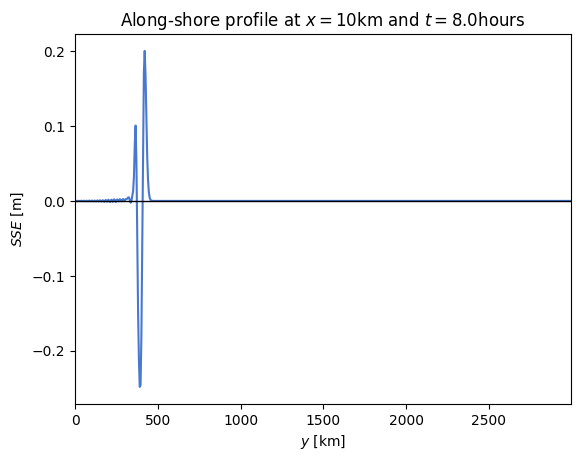 Along-shore profile at x = 10km and t = 8.0hours
0.2
0.1
0.0
−0.1
−0.2
SSE [m]
0 500 1000 1500 2000 2500
y [km]